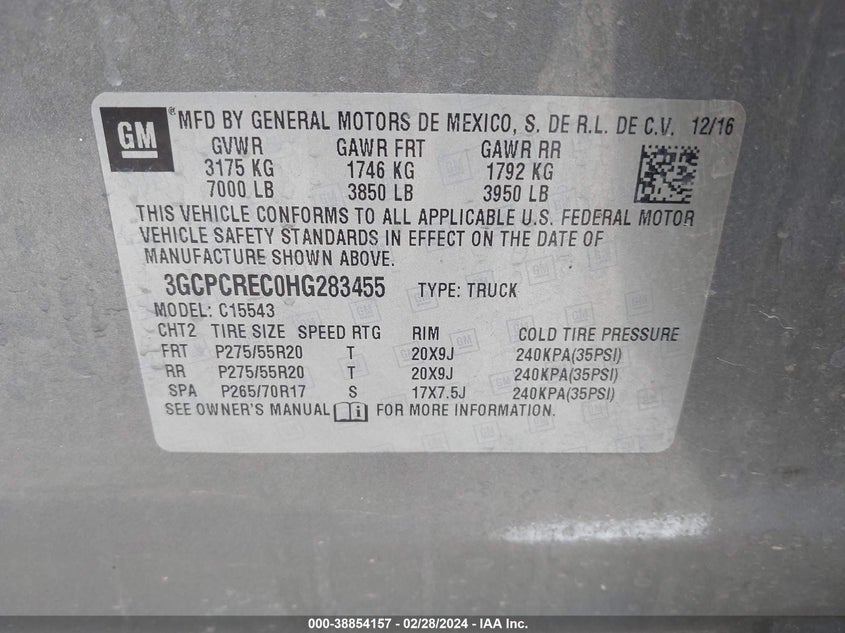 GM ® MFD BY GENERAL MOTORS DE MEXICO, S. DE R.L. DE C.V. 12/16
GVWR GAWR FRT GAWR RR
3175 KG 1746 KG 1792 KG
7000 LB 3850 LB 3950 LB
THIS VEHICLE CONFORMS TO ALL APPLICABLE U.S. FEDERAL MOTOR
VEHICLE SAFETY STANDARDS IN EFFECT ON THE DATE OF
MANUFACTURE SHOWN ABOVE.
3GCPCREC0HG283455 TYPE: TRUCK
MODEL: C15543
CHT2 TIRE SIZE SPEED RTG RIM COLD TIRE PRESSURE
FRT P275/55R20 T 20X9J 240KPA(35PSI)
RR P275/55R20 T 20X9J 240KPA(35PSI)
SPA P265/70R17 S 17X7.5J 240KPA(35PSI)
SEE OWNER'S MANUAL FOR MORE INFORMATION.
000-38854157 - 02/28/2024 - IAA Inc.